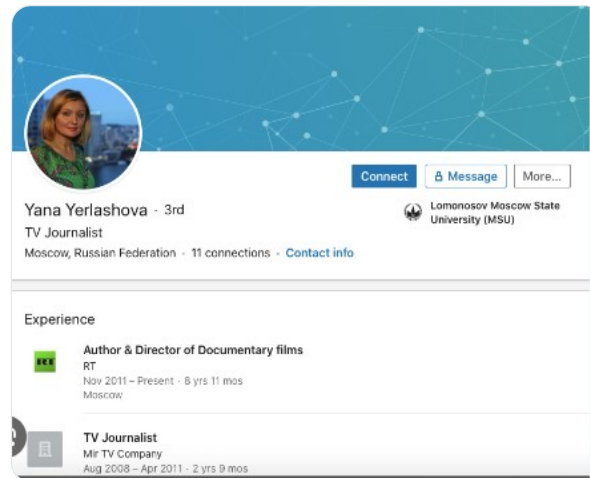 Connect
Message
More...
Yana Yerlashova · 3rd
Lomonosov Moscow State
University (MSU)
TV Journalist
Moscow, Russian Federation · 11 connections · Contact info
Experience
RT
Author & Director of Documentary films
RT
Nov 2011 – Present · 8 yrs 11 mos
Moscow
TV Journalist
Mir TV Company
Aug 2008 – Apr 2011 · 2 yrs 9 mos